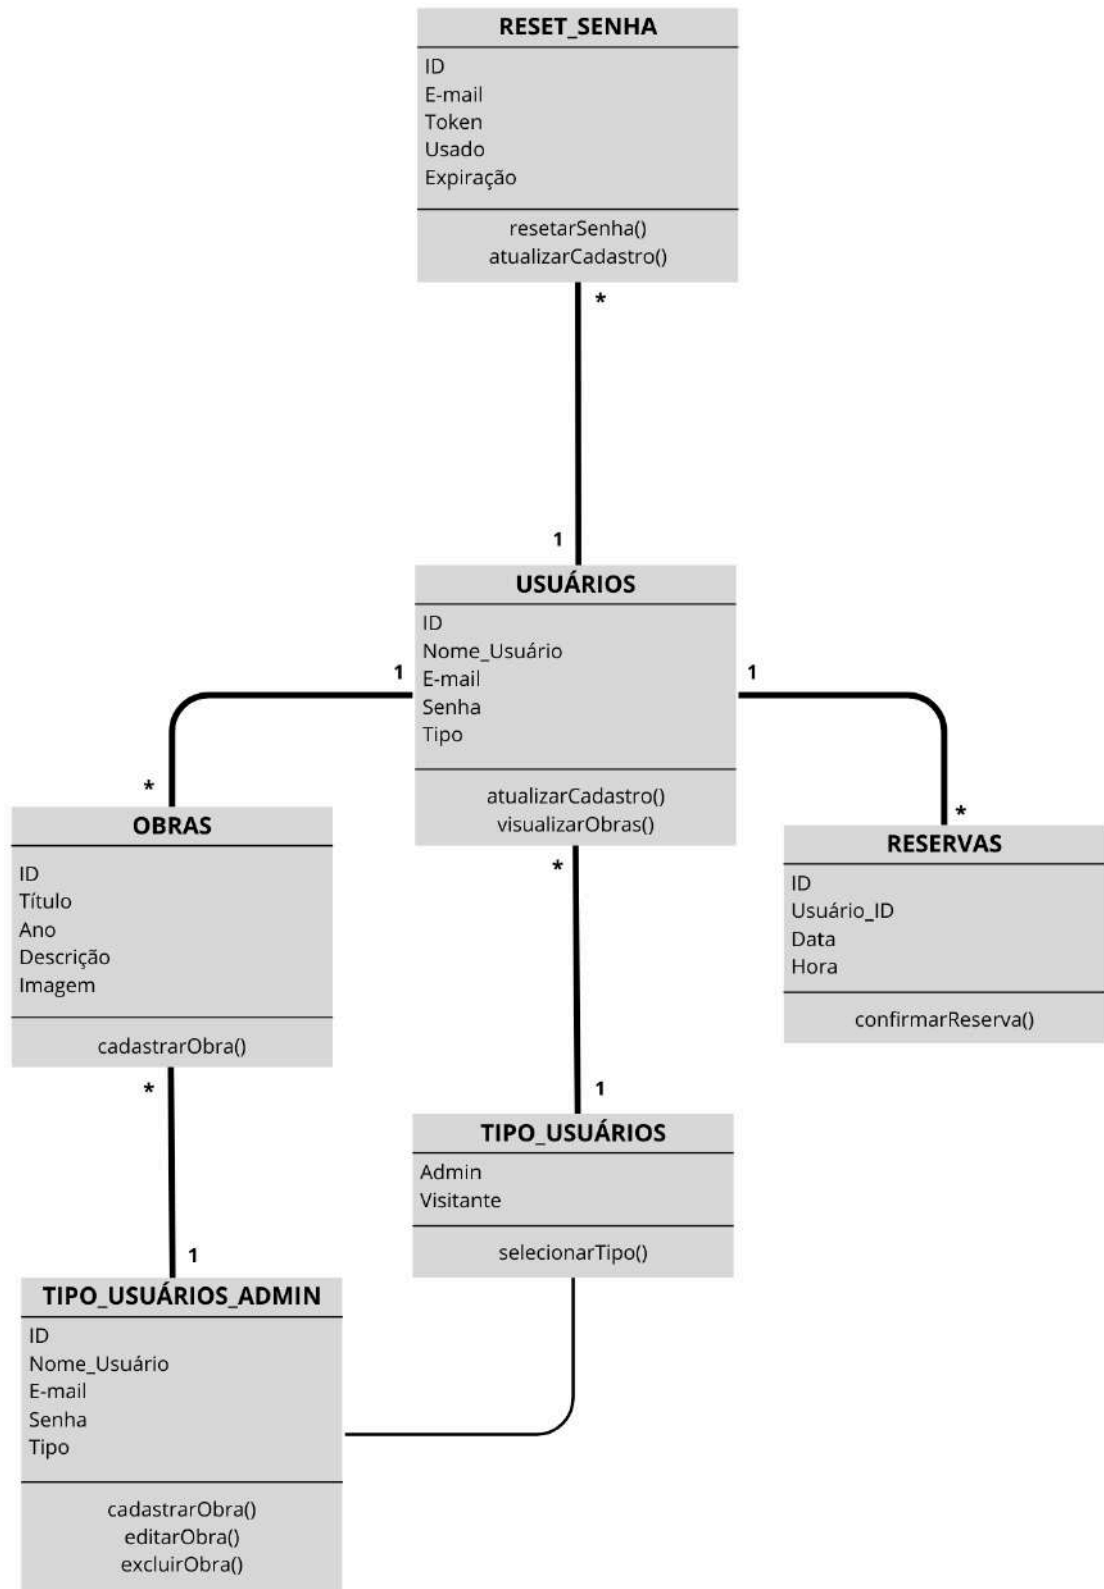 RESET_SENHA
ID
E-mail
Token
Usado
Expiração
resetarSenha()
atualizarCadastro()
*
1
USUÁRIOS
ID
Nome_Usuário
E-mail
Senha
Tipo
atualizarCadastro()
visualizarObras()
1
1
*
*
OBRAS
ID
Título
Ano
Descrição
Imagem
cadastrarObra()
*
RESERVAS
ID
Usuário_ID
Data
Hora
confirmarReserva()
*
1
TIPO_USUÁRIOS
Admin
Visitante
selecionarTipo()
1
TIPO_USUÁRIOS_ADMIN
ID
Nome_Usuário
E-mail
Senha
Tipo
cadastrarObra()
editarObra()
excluirObra()